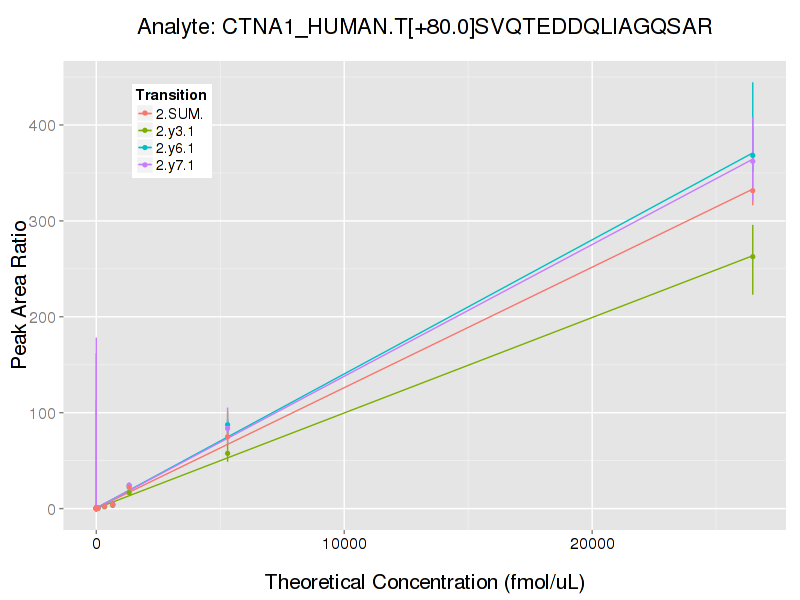 Analyte: CTNA1_HUMAN.T[+80.0]SVQTEDDQLIAGQSAR
Transition
2.SUM.
2.y3.1
2.y6.1
2.y7.1
400
300
200
100
0
Peak Area Ratio
0 10000 20000
Theoretical Concentration (fmol/uL)